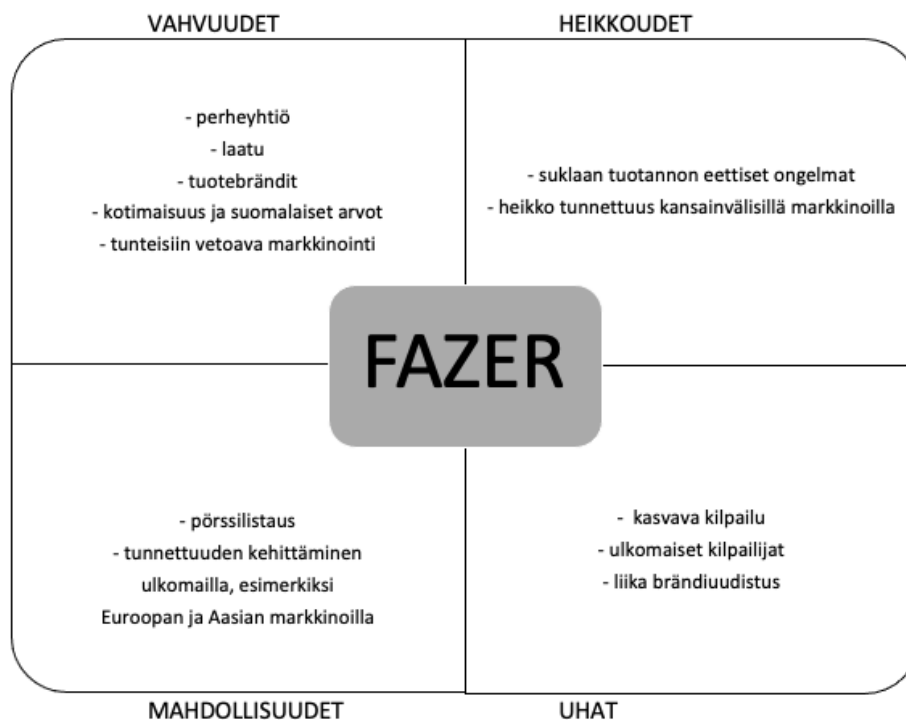 VAHVUUDET
- perheyhtiö
- laatu
- tuotebrändit
- kotimaisuus ja suomalaiset arvot
- tunteisiin vetoava markkinointi
HEIKKOUDET
- suklaan tuotannon eettiset ongelmat
- heikko tunnettuus kansainvälisillä markkinoilla
FAZER
- pörssilistaus
- tunnettuuden kehittäminen
ulkomailla, esimerkiksi
Euroopan ja Aasian markkinoilla
MAHDOLLISUUDET
- kasvava kilpailu
- ulkomaiset kilpailijat
- liika brändiuudistus
UHAT